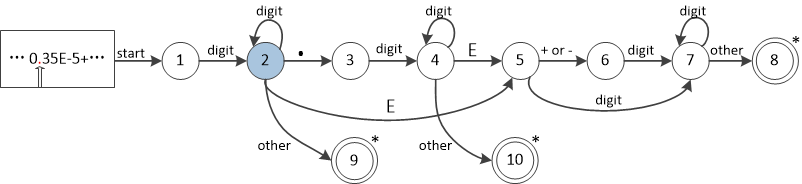 digit
digit
digit
··· 0.35E-5+···
start
1
digit
2
.
3
digit
4
E
5
+ or -
6
digit
7
other
8
*
E
digit
other
9
*
other
10
*